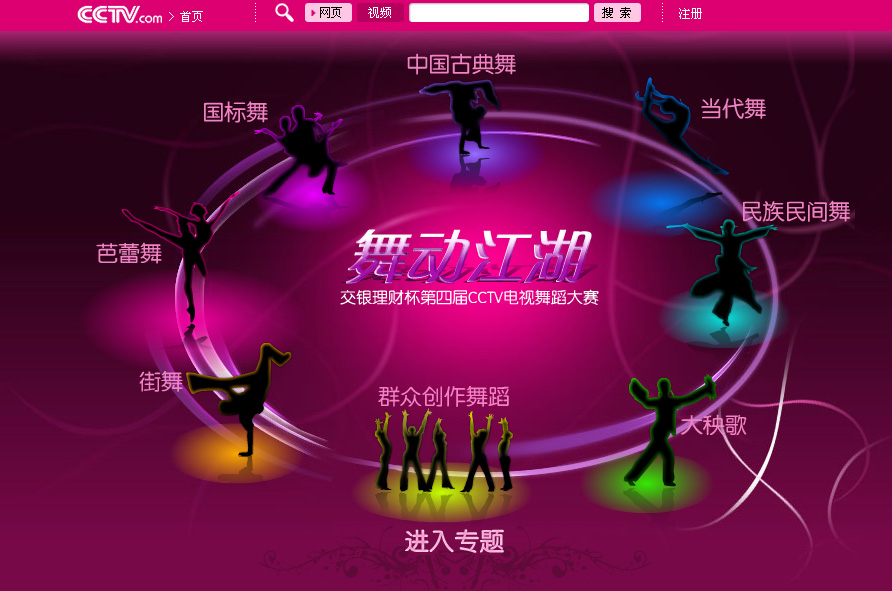 CCTV.com > 首页 网页 视频 搜 索 注册
中国古典舞
国标舞
当代舞
民族民间舞
芭蕾舞
舞动江湖
交银理财杯第四届CCTV电视舞蹈大赛
街舞
群众创作舞蹈
大秧歌
进入专题